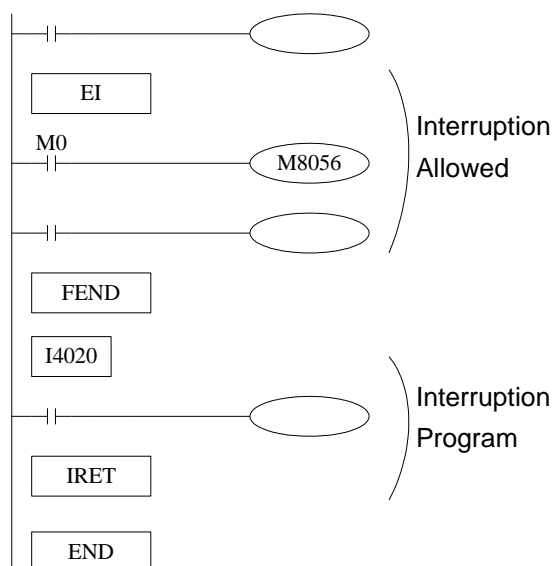 EI
Interruption
Allowed
M0
M8056
FEND
I4020
Interruption
Program
IRET
END